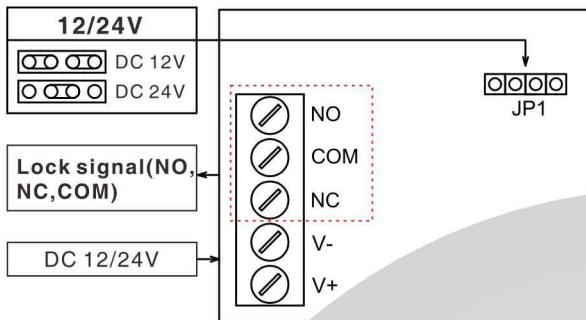 12/24V
DC 12V
DC 24V
JP1
NO
COM
NC
V-
V+
Lock signal(NO,
NC,COM)
DC 12/24V